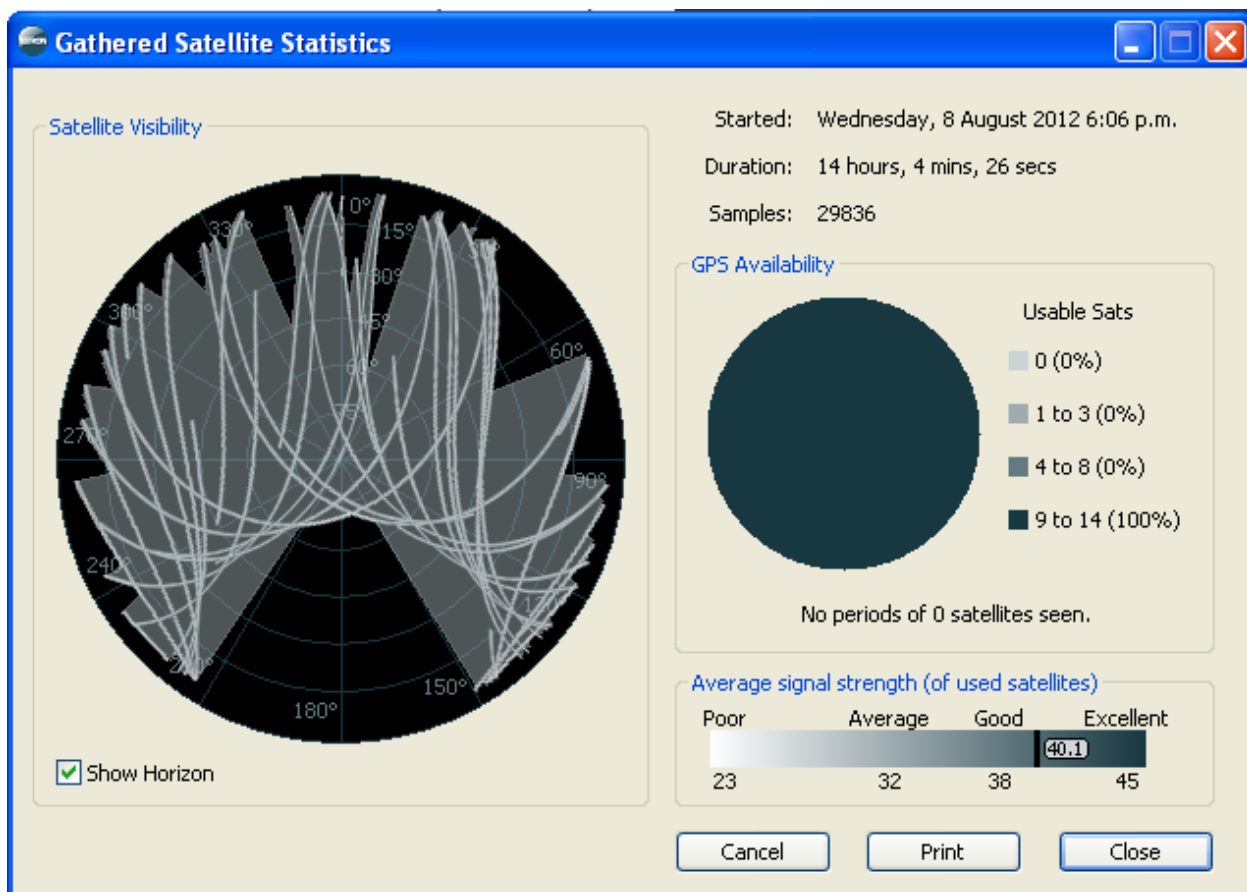 Gathered Satellite Statistics
Satellite Visibility
Started: Wednesday, 8 August 2012 6:06 p.m.
Duration: 14 hours, 4 mins, 26 secs
Samples: 29836
0°
15°
30°
45°
60°
75°
30°
60°
90°
120°
150°
180°
210°
240°
270°
300°
330°
Show Horizon
GPS Availability
Usable Sats
0 (0%)
1 to 3 (0%)
4 to 8 (0%)
9 to 14 (100%)
No periods of 0 satellites seen.
Average signal strength (of used satellites)
Poor Average Good Excellent
40.1
23 32 38 45
Cancel Print Close